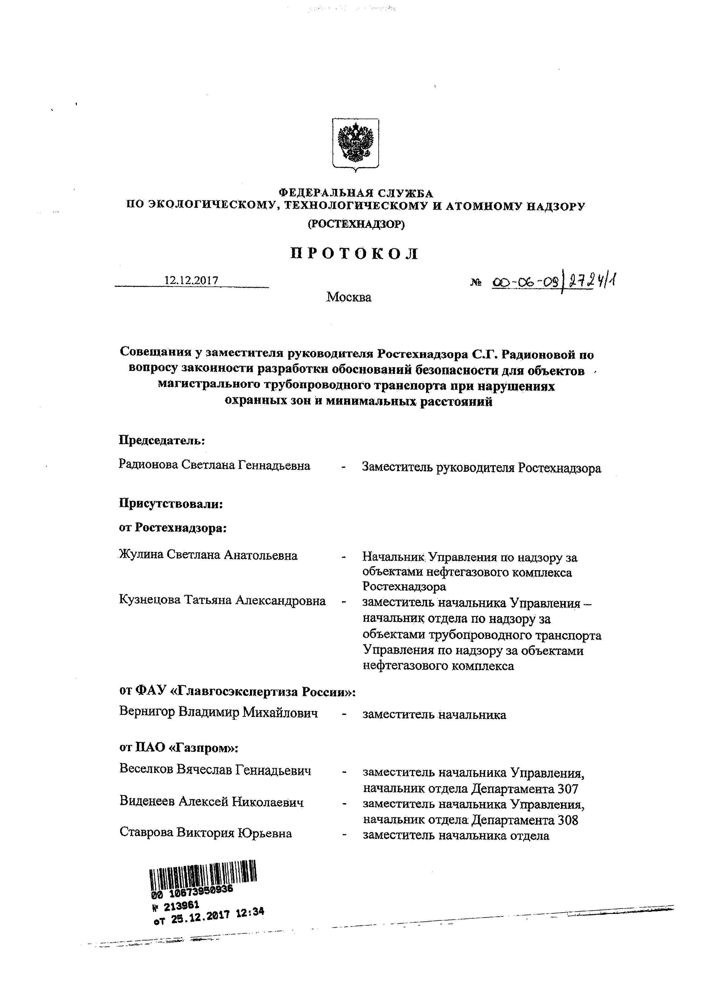 ФЕДЕРАЛЬНАЯ СЛУЖБА
ПО ЭКОЛОГИЧЕСКОМУ, ТЕХНОЛОГИЧЕСКОМУ И АТОМНОМУ НАДЗОРУ
(РОСТЕХНАДЗОР)
ПРОТОКОЛ
12.12.2017 № 00-06-09/2724/1
Москва
Совещания у заместителя руководителя Ростехнадзора С.Г. Радионовой по
вопросу законности разработки обоснований безопасности для объектов
магистрального трубопроводного транспорта при нарушениях
охранных зон и минимальных расстояний
Председатель:
Радионова Светлана Геннадьевна - Заместитель руководителя Ростехнадзора
Присутствовали:
от Ростехнадзора:
Жулина Светлана Анатольевна - Начальник Управления по надзору за
объектами нефтегазового комплекса
Ростехнадзора
Кузнецова Татьяна Александровна - заместитель начальника Управления –
начальник отдела по надзору за
объектами трубопроводного транспорта
Управления по надзору за объектами
нефтегазового комплекса
от ФАУ «Главгосэкспертиза России»:
Вернигор Владимир Михайлович - заместитель начальника
от ПАО «Газпром»:
Веселков Вячеслав Геннадьевич - заместитель начальника Управления,
начальник отдела Департамента 307
Виденеев Алексей Николаевич - заместитель начальника Управления,
начальник отдела Департамента 308
Ставрова Виктория Юрьевна - заместитель начальника отдела
00 10673950936
№ 213961
от 25.12.2017 12:34